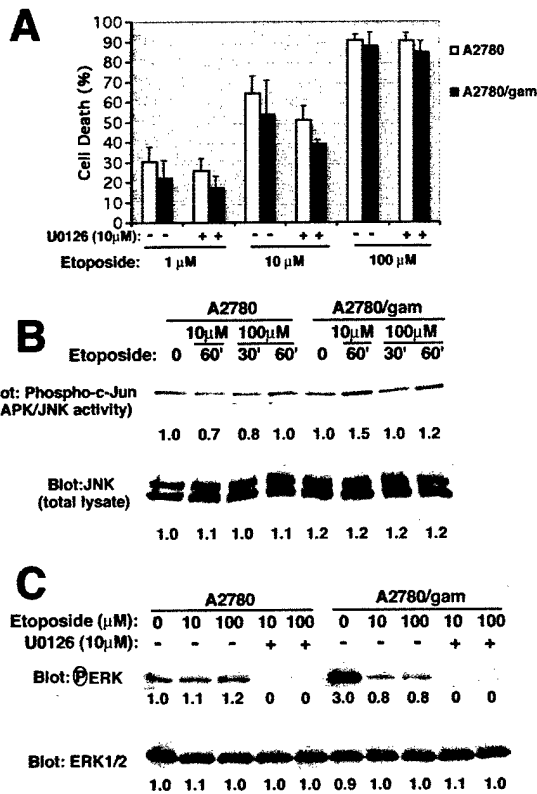 A
Cell Death (%)
100
90
80
70
60
50
40
30
20
10
0
A2780
A2780/gam
U0126 (10μM): - - + + - - + + - - + +
Etoposide: 1 μM 10 μM 100 μM
B
A2780 A2780/gam
10μM 100μM 10μM 100μM
Etoposide: 0 60' 30' 60' 0 60' 30' 60'
ot: Phospho-c-Jun
APK/JNK activity)
1.0 0.7 0.8 1.0 1.0 1.5 1.0 1.2
Blot:JNK
(total lysate)
1.0 1.1 1.0 1.1 1.2 1.2 1.2 1.2
C
A2780 A2780/gam
Etoposide (μM): 0 10 100 10 100 0 10 100 10 100
U0126 (10μM): - - - + + - - - + +
Blot: ⓅERK
1.0 1.1 1.2 0 0 3.0 0.8 0.8 0 0
Blot: ERK1/2
1.0 1.1 1.0 1.0 1.0 0.9 1.0 1.0 1.1 1.0